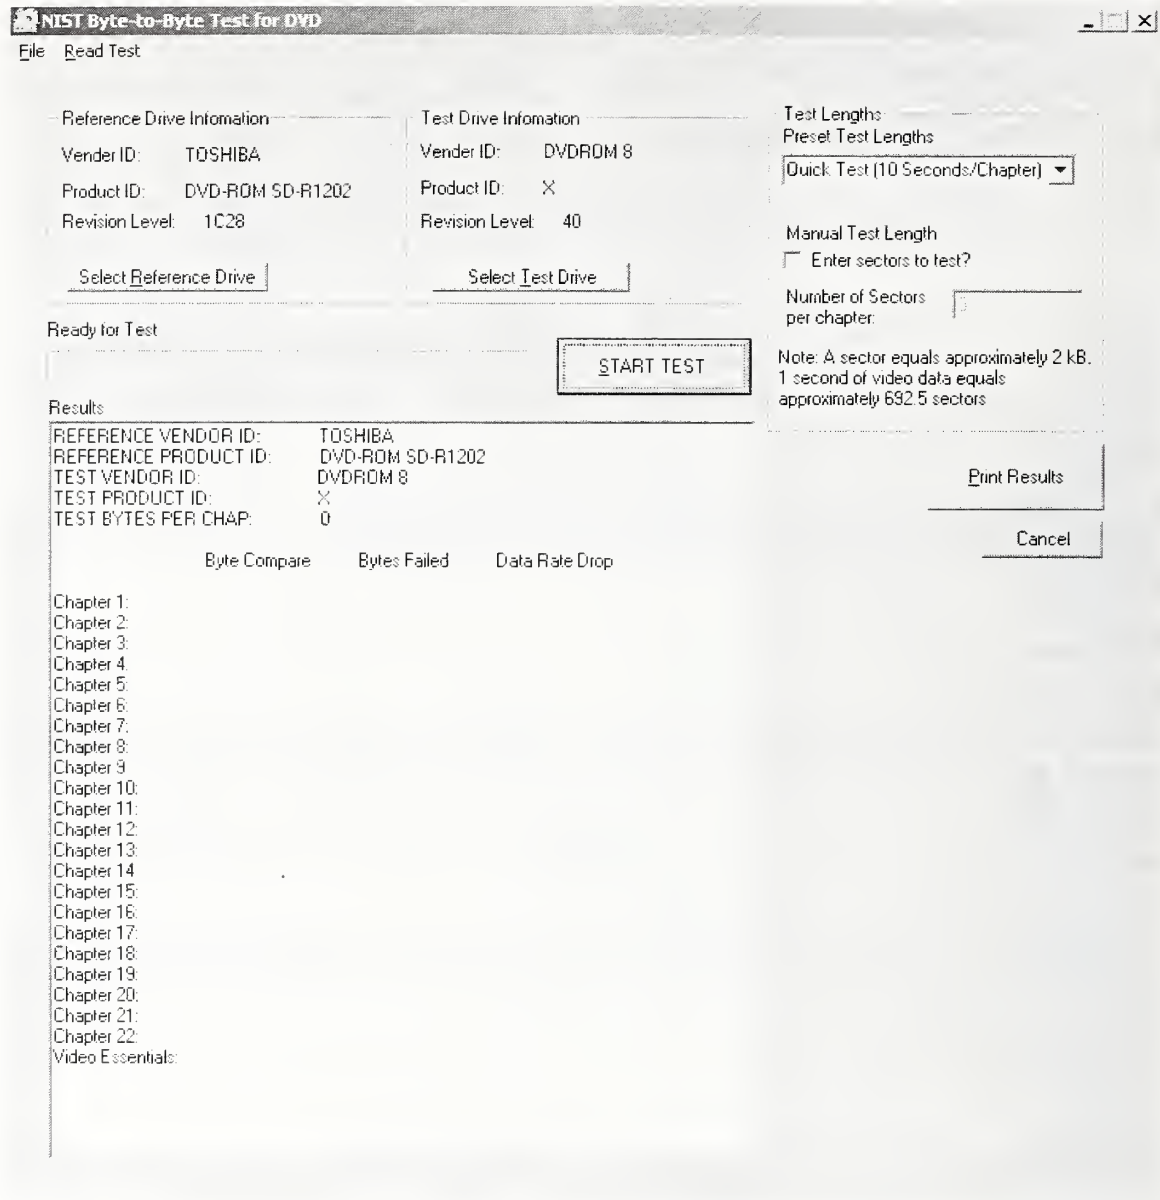 NIST Byte-to-Byte Test for DVD
File Read Test
Reference Drive Infomation
Vender ID: TOSHIBA
Product ID: DVD-ROM SD-R1202
Revision Level: 1C28
Select Reference Drive
Test Drive Infomation
Vender ID: DVDROM 8
Product ID: X
Revision Level: 40
Select Test Drive
Test Lengths
Preset Test Lengths
Quick Test (10 Seconds/Chapter)
Manual Test Length
Enter sectors to test?
Number of Sectors
per chapter:
Note: A sector equals approximately 2 kB.
1 second of video data equals
approximately 692.5 sectors
Ready for Test
START TEST
Results
REFERENCE VENDOR ID: TOSHIBA
REFERENCE PRODUCT ID: DVD-ROM SD-R1202
TEST VENDOR ID: DVDROM 8
TEST PRODUCT ID: X
TEST BYTES PER CHAP: 0
Byte Compare Bytes Failed Data Rate Drop
Chapter 1:
Chapter 2:
Chapter 3:
Chapter 4:
Chapter 5:
Chapter 6:
Chapter 7:
Chapter 8:
Chapter 9
Chapter 10:
Chapter 11:
Chapter 12:
Chapter 13:
Chapter 14
Chapter 15:
Chapter 16:
Chapter 17:
Chapter 18:
Chapter 19:
Chapter 20:
Chapter 21:
Chapter 22:
Video Essentials:
Print Results
Cancel